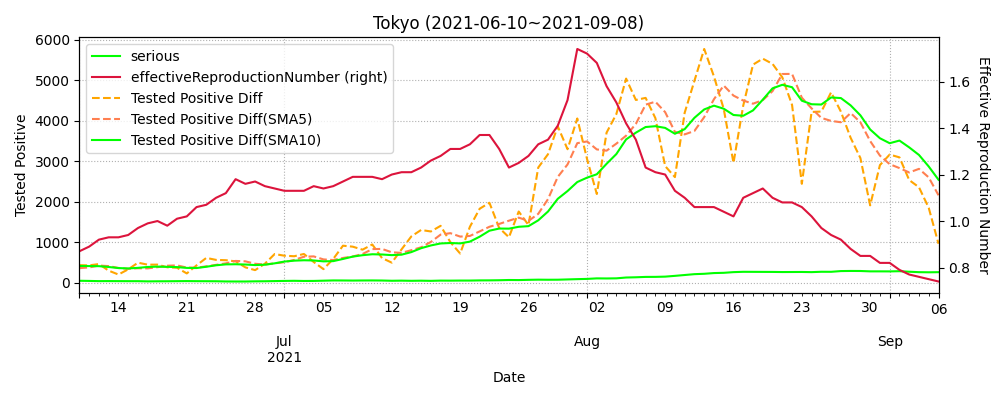 Tokyo (2021-06-10~2021-09-08)
serious
effectiveReproductionNumber (right)
Tested Positive Diff
Tested Positive Diff(SMA5)
Tested Positive Diff(SMA10)
Tested Positive
6000
5000
4000
3000
2000
1000
0
Effective Reproduction Number
1.6
1.4
1.2
1.0
0.8
14 21 28 05 12 19 26 02 09 16 23 30 06
Jul Aug Sep
2021
Date